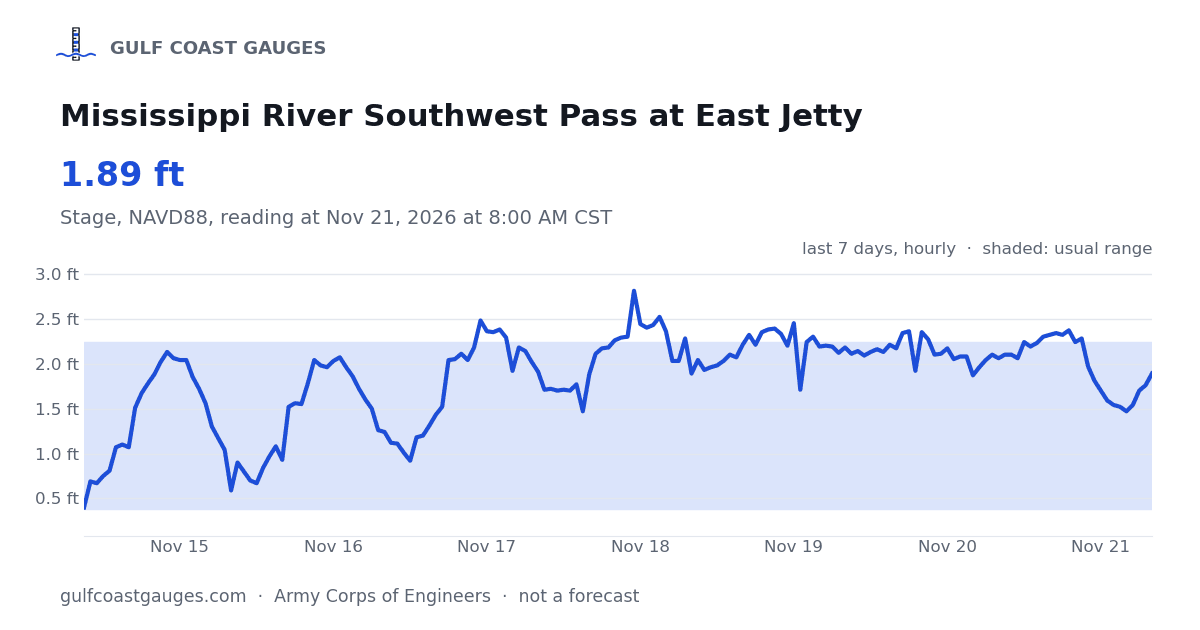 GULF COAST GAUGES
Mississippi River Southwest Pass at East Jetty
1.89 ft
Stage, NAVD88, reading at Nov 21, 2026 at 8:00 AM CST
last 7 days, hourly · shaded: usual range
3.0 ft
2.5 ft
2.0 ft
1.5 ft
1.0 ft
0.5 ft
Nov 15 Nov 16 Nov 17 Nov 18 Nov 19 Nov 20 Nov 21
gulfcoastgauges.com · Army Corps of Engineers · not a forecast